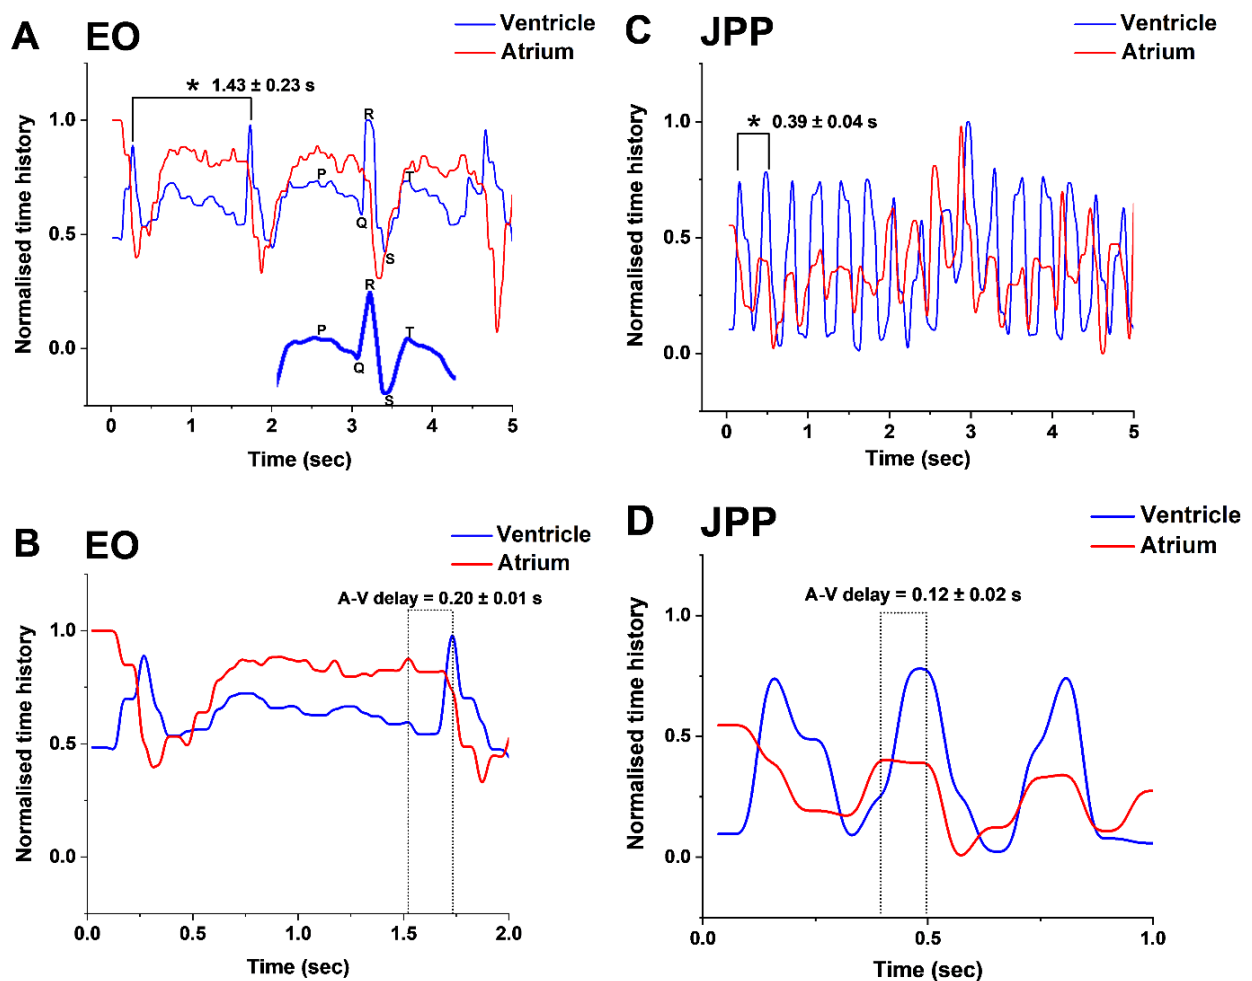 A EO
Ventricle
Atrium
* 1.43 ± 0.23 s
Normalised time history
1.0
0.5
0.0
R
P
T
Q
S
R
P
T
Q
S
0 1 2 3 4 5
Time (sec)
C JPP
Ventricle
Atrium
* 0.39 ± 0.04 s
Normalised time history
1.0
0.5
0.0
0 1 2 3 4 5
Time (sec)
B EO
Ventricle
Atrium
A-V delay = 0.20 ± 0.01 s
Normalised time history
1.0
0.5
0.0
0.0 0.5 1.0 1.5 2.0
Time (sec)
D JPP
Ventricle
Atrium
A-V delay = 0.12 ± 0.02 s
Normalised time history
1.0
0.5
0.0
0.0 0.5 1.0
Time (sec)